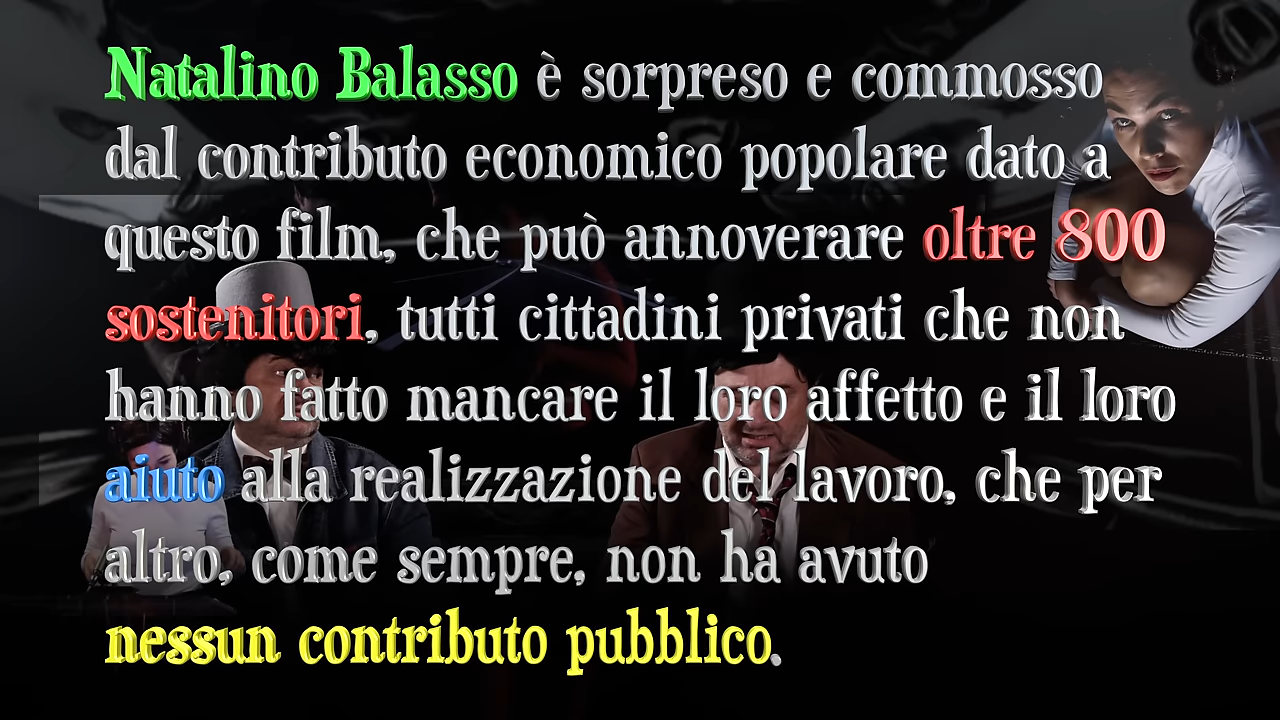 Natalino Balasso è sorpreso e commosso
dal contributo economico popolare dato a
questo film, che può annoverare oltre 800
sostenitori, tutti cittadini privati che non
hanno fatto mancare il loro affetto e il loro
aiuto alla realizzazione del lavoro, che per
altro, come sempre, non ha avuto
nessun contributo pubblico.